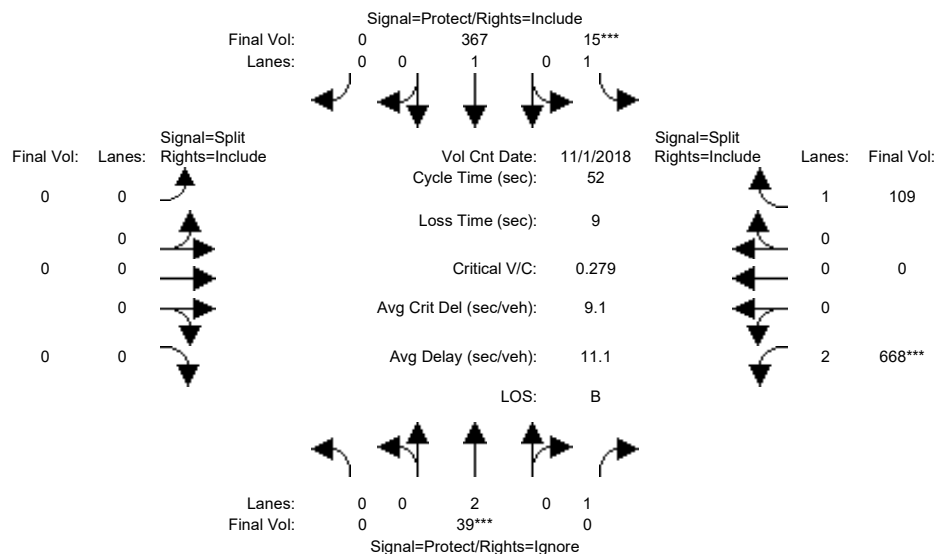 Signal=Protect/Rights=Include
Final Vol: 0 367 15***
Lanes: 0 0 1 0 1
Signal=Split
Final Vol: Lanes: Rights=Include
Vol Cnt Date: 11/1/2018
Signal=Split
Rights=Include Lanes: Final Vol:
Cycle Time (sec): 52
0 0
1 109
Loss Time (sec): 9
0
0
0 0
Critical V/C: 0.279
0 0
0
Avg Crit Del (sec/veh): 9.1
0
0 0
Avg Delay (sec/veh): 11.1
2 668***
LOS: B
Lanes: 0 0 2 0 1
Final Vol: 0 39*** 0
Signal=Protect/Rights=Ignore